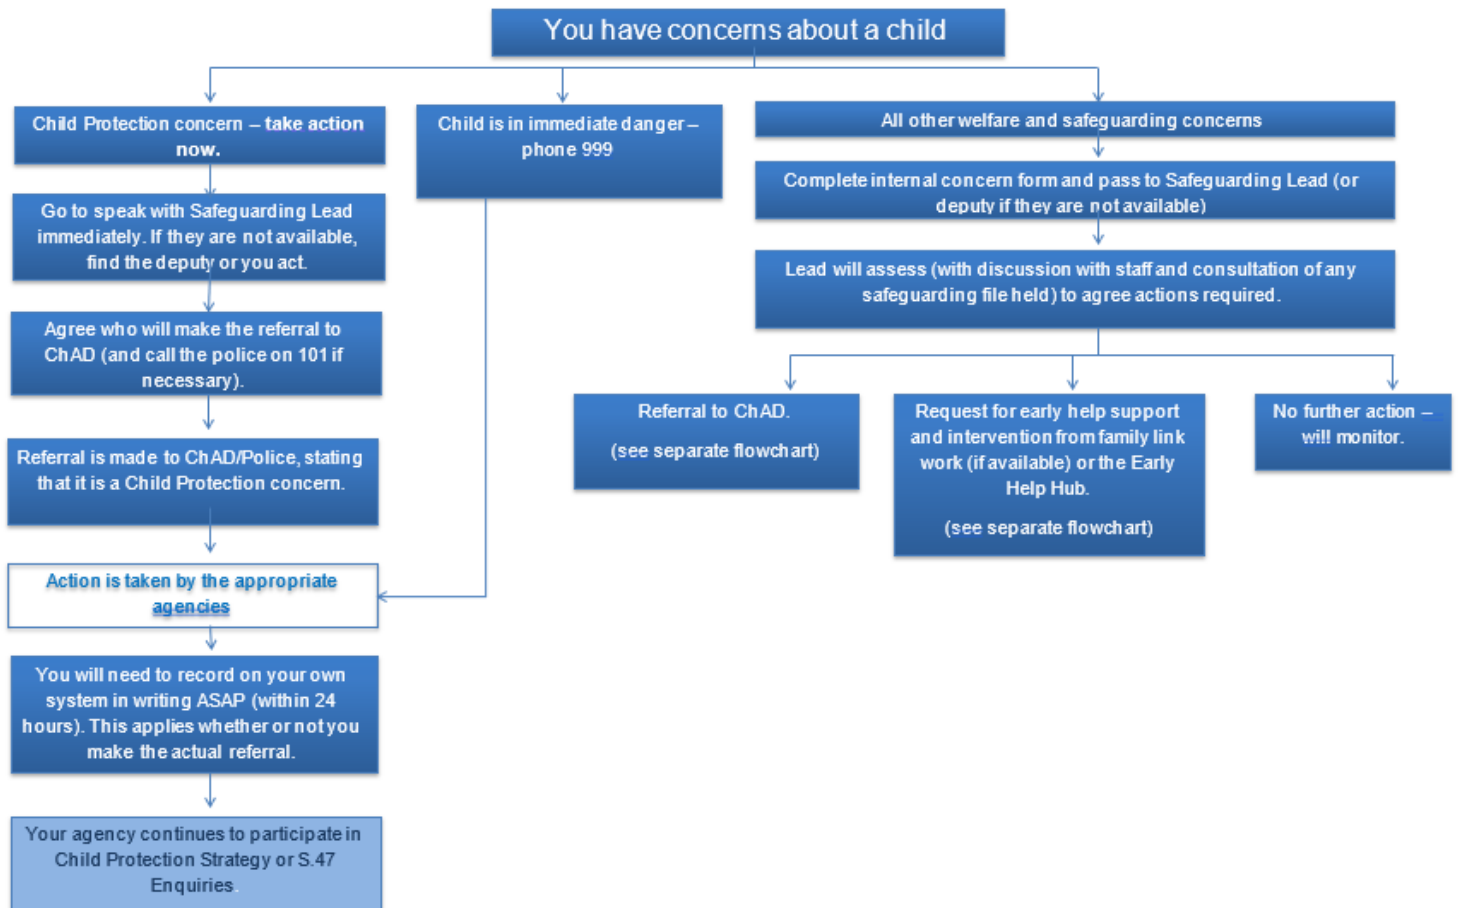 You have concerns about a child
Child Protection concern – take action
now.
Go to speak with Safeguarding Lead
immediately. If they are not available,
find the deputy or you act.
Agree who will make the referral to
ChAD (and call the police on 101 if
necessary).
Referral is made to ChAD/Police, stating
that it is a Child Protection concern.
Action is taken by the appropriate
agencies
You will need to record on your own
system in writing ASAP (within 24
hours). This applies whether or not you
make the actual referral.
Your agency continues to participate in
Child Protection Strategy or S.47
Enquiries.
Child is in immediate danger –
phone 999
All other welfare and safeguarding concerns
Complete internal concern form and pass to Safeguarding Lead (or
deputy if they are not available)
Lead will assess (with discussion with staff and consultation of any
safeguarding file held) to agree actions required.
Referral to ChAD.
(see separate flowchart)
Request for early help support
and intervention from family link
work (if available) or the Early
Help Hub.
(see separate flowchart)
No further action –
will monitor.